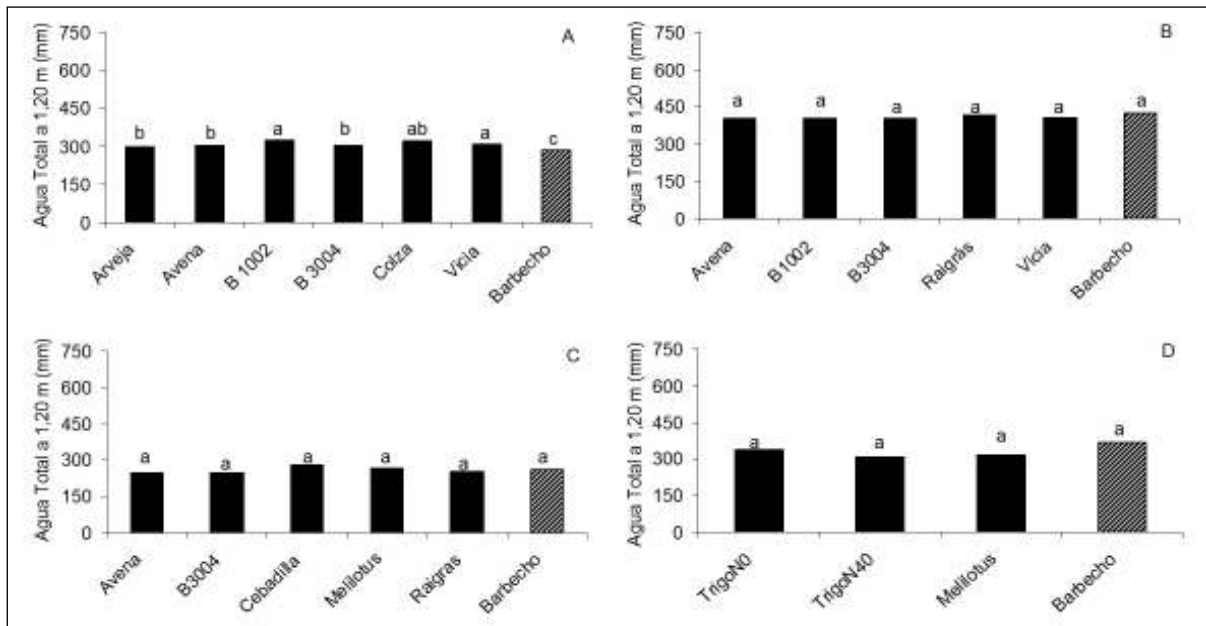 A
Agua Total a 1,20 m (mm)
750
600
450
300
150
0
b b a b ab a c
Arveja Avena B 1002 B 3004 Colza Vicia Barbecho
B
Agua Total a 1,20 m (mm)
750
600
450
300
150
0
a a a a a a
Avena B1002 B3004 Raigrás Vicia Barbecho
C
Agua Total a 1,20 m (mm)
750
600
450
300
150
0
a a a a a a
Avena B3004 Cebadilla Melilotus Raigras Barbecho
D
Agua Total a 1,20 m (mm)
750
600
450
300
150
0
a a a a
TrigoN0 TrigoN40 Melilotus Barbecho